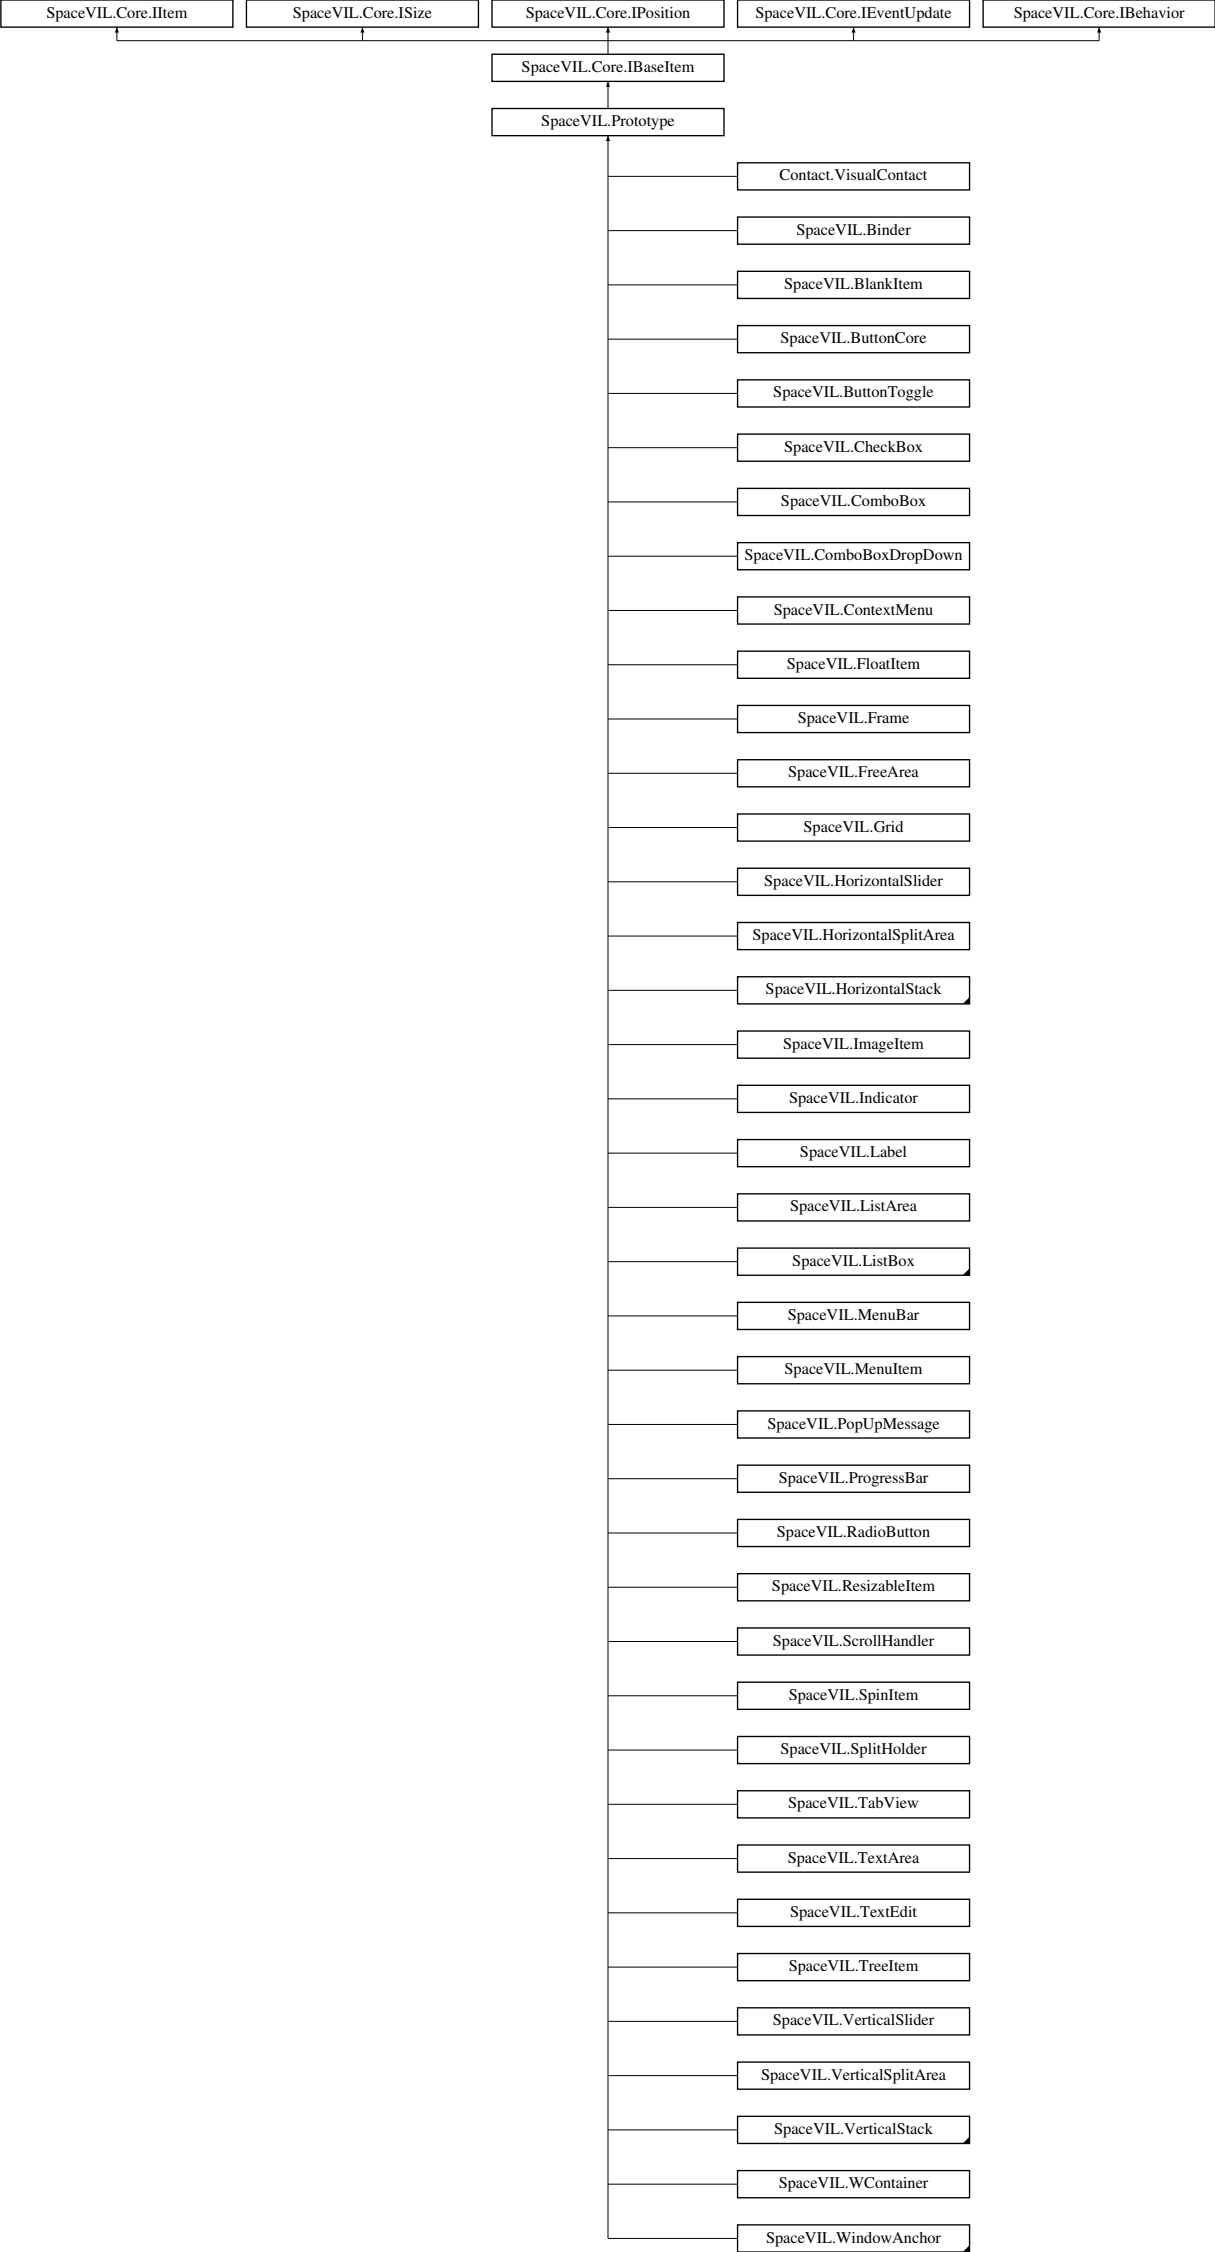 SpaceVIL.Core.IItem
SpaceVIL.Core.ISize
SpaceVIL.Core.IPosition
SpaceVIL.Core.IEventUpdate
SpaceVIL.Core.IBehavior
SpaceVIL.Core.IBaseItem
SpaceVIL.Prototype
Contact.VisualContact
SpaceVIL.Binder
SpaceVIL.BlankItem
SpaceVIL.ButtonCore
SpaceVIL.ButtonToggle
SpaceVIL.CheckBox
SpaceVIL.ComboBox
SpaceVIL.ComboBoxDropDown
SpaceVIL.ContextMenu
SpaceVIL.FloatItem
SpaceVIL.Frame
SpaceVIL.FreeArea
SpaceVIL.Grid
SpaceVIL.HorizontalSlider
SpaceVIL.HorizontalSplitArea
SpaceVIL.HorizontalStack
SpaceVIL.ImageItem
SpaceVIL.Indicator
SpaceVIL.Label
SpaceVIL.ListArea
SpaceVIL.ListBox
SpaceVIL.MenuBar
SpaceVIL.MenuItem
SpaceVIL.PopUpMessage
SpaceVIL.ProgressBar
SpaceVIL.RadioButton
SpaceVIL.ResizableItem
SpaceVIL.ScrollHandler
SpaceVIL.SpinItem
SpaceVIL.SplitHolder
SpaceVIL.TabView
SpaceVIL.TextArea
SpaceVIL.TextEdit
SpaceVIL.TreeItem
SpaceVIL.VerticalSlider
SpaceVIL.VerticalSplitArea
SpaceVIL.VerticalStack
SpaceVIL.WContainer
SpaceVIL.WindowAnchor